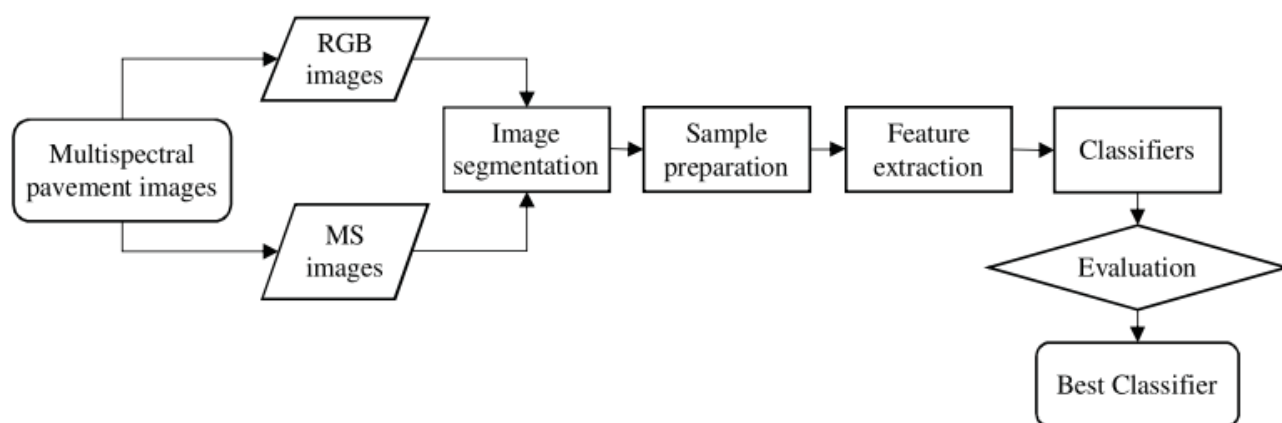 RGB
images
Multispectral
pavement images
MS
images
Image
segmentation
Sample
preparation
Feature
extraction
Classifiers
Evaluation
Best Classifier